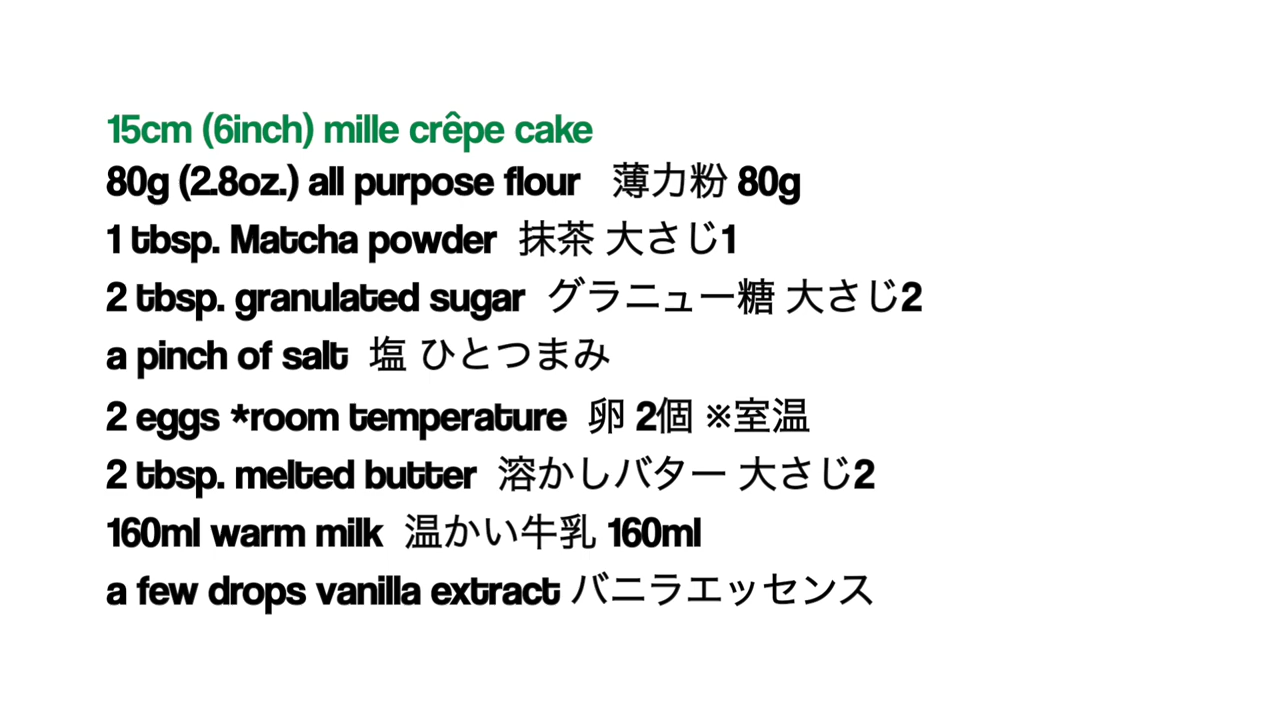 15cm (6inch) mille crêpe cake
80g (2.8oz.) all purpose flour 薄力粉 80g
1 tbsp. Matcha powder 抹茶 大さじ1
2 tbsp. granulated sugar グラニュー糖 大さじ2
a pinch of salt 塩 ひとつまみ
2 eggs *room temperature 卵 2個 ※室温
2 tbsp. melted butter 溶かしバター 大さじ2
160ml warm milk 温かい牛乳 160ml
a few drops vanilla extract バニラエッセンス